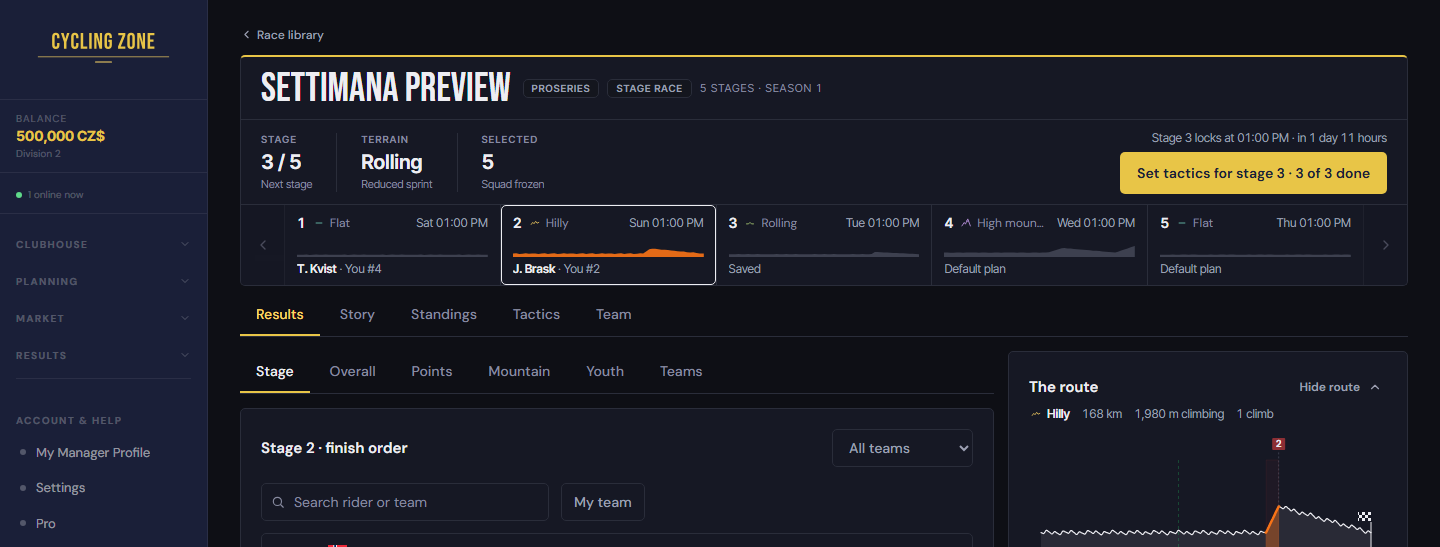 CYCLING ZONE
BALANCE
500,000 CZ$
Division 2
1 online now
CLUBHOUSE
PLANNING
MARKET
RESULTS
ACCOUNT & HELP
My Manager Profile
Settings
Pro
Race library
SETTIMANA PREVIEW PROSERIES STAGE RACE 5 STAGES · SEASON 1
STAGE
3 / 5
Next stage
TERRAIN
Rolling
Reduced sprint
SELECTED
5
Squad frozen
Stage 3 locks at 01:00 PM · in 1 day 11 hours
Set tactics for stage 3 · 3 of 3 done
1 Flat Sat 01:00 PM
T. Kvist · You #4
2 Hilly Sun 01:00 PM
J. Brask · You #2
3 Rolling Tue 01:00 PM
Saved
4 High moun... Wed 01:00 PM
Default plan
5 Flat Thu 01:00 PM
Default plan
Results Story Standings Tactics Team
Stage Overall Points Mountain Youth Teams
Stage 2 · finish order
All teams
Search rider or team
My team
The route
Hide route
Hilly 168 km 1,980 m climbing 1 climb
2